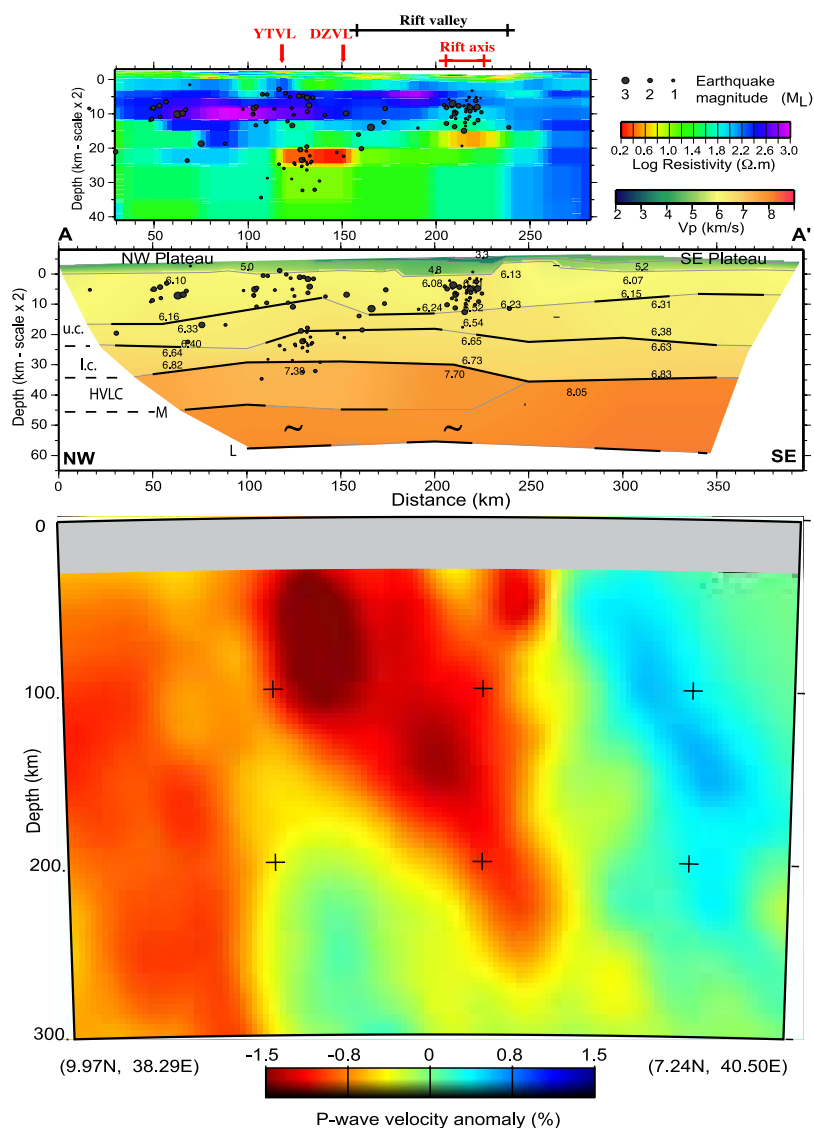 Rift valley
YTVL DZVL
Rift axis
Depth (km - scale x 2)
0
10
20
30
40
50 100 150 200 250
Earthquake
magnitude (ML)
3 2 1
0.2 0.6 1.0 1.4 1.8 2.2 2.6 3.0
Log Resistivity (Ω.m)
2 4 6 8
Vp (km/s)
A A'
NW Plateau SE Plateau
3.3
5.0 4.8 5.2
6.10 6.08 6.13 6.07
6.15
6.16 6.24 6.23 6.31
6.33 6.54
6.40 6.65 6.38
6.64 6.63
6.82 6.73 6.83
7.38 7.70 8.05
u.c.
l.c.
HVLC
M
L
~ ~
Depth (km - scale x 2)
0
10
20
30
40
50
60
NW SE
0 50 100 150 200 250 300 350
Distance (km)
Depth (km)
0
100.
200.
300.
(9.97N, 38.29E) (7.24N, 40.50E)
−1.5 −0.8 0 0.8 1.5
P-wave velocity anomaly (%)